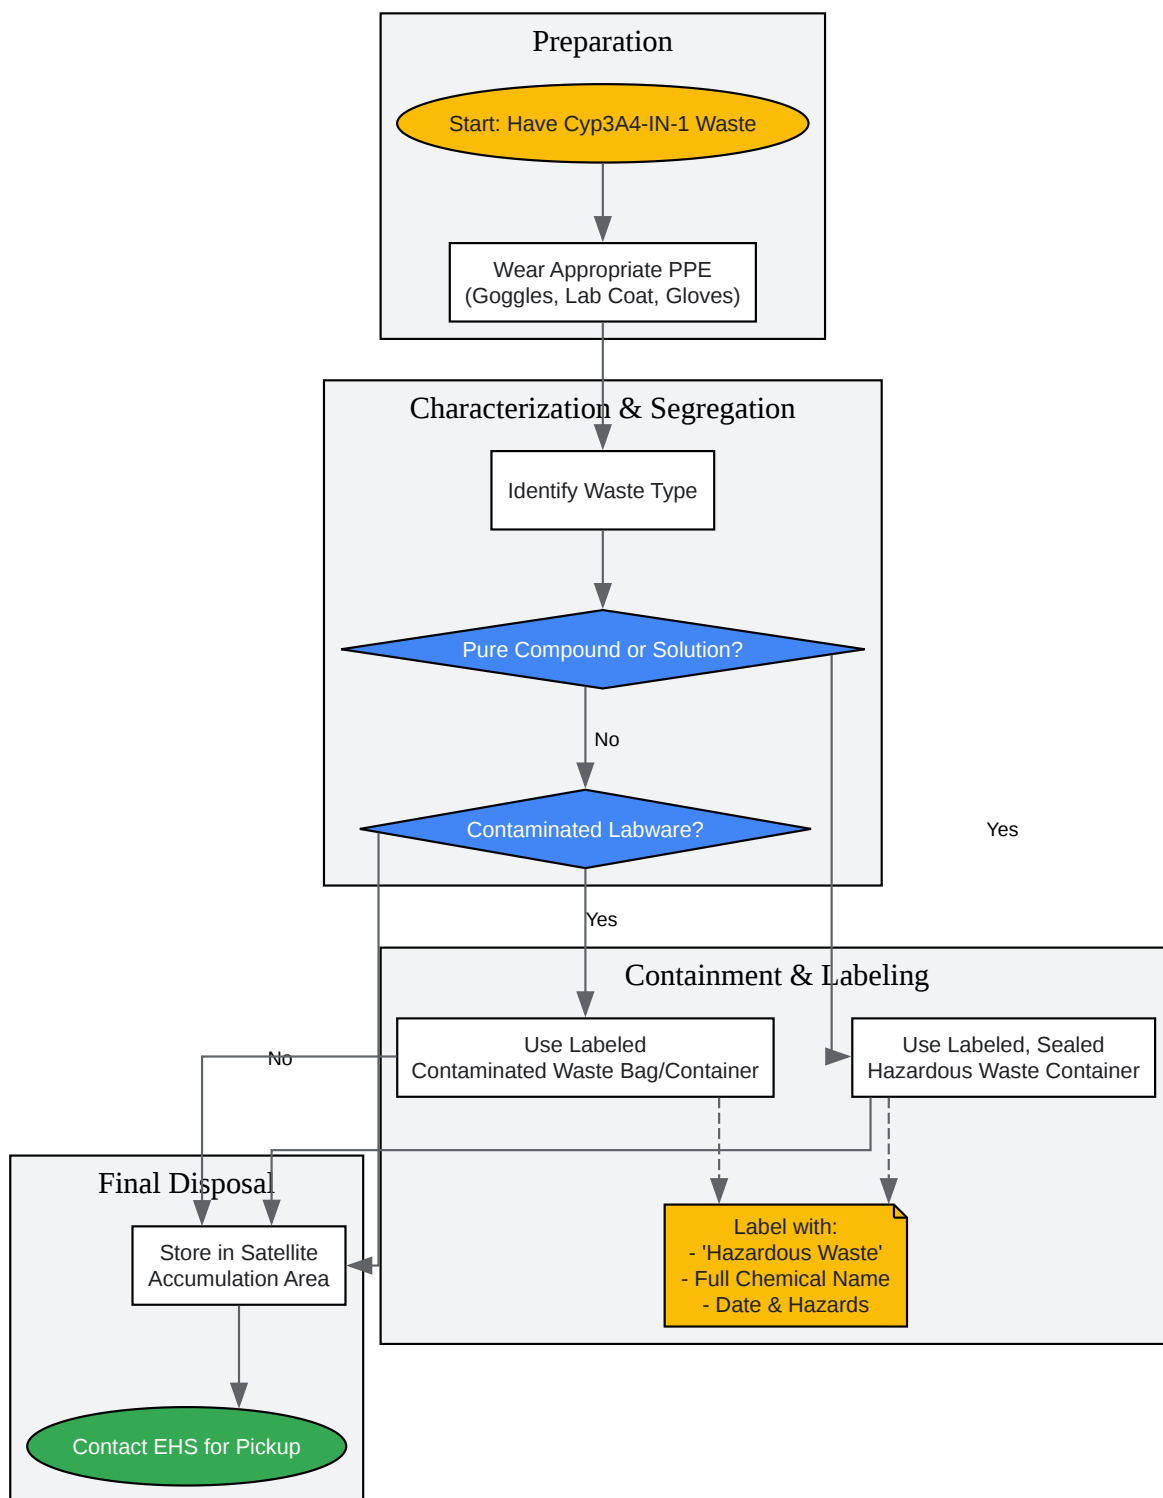 Preparation
Start: Have Cyp3A4-IN-1 Waste
Wear Appropriate PPE
(Goggles, Lab Coat, Gloves)
Characterization & Segregation
Identify Waste Type
Pure Compound or Solution?
No
Contaminated Labware?
Yes
Yes
Containment & Labeling
Use Labeled
Contaminated Waste Bag/Container
Use Labeled, Sealed
Hazardous Waste Container
No
Final Disposal
Store in Satellite
Accumulation Area
Label with:
- 'Hazardous Waste'
- Full Chemical Name
- Date & Hazards
Contact EHS for Pickup